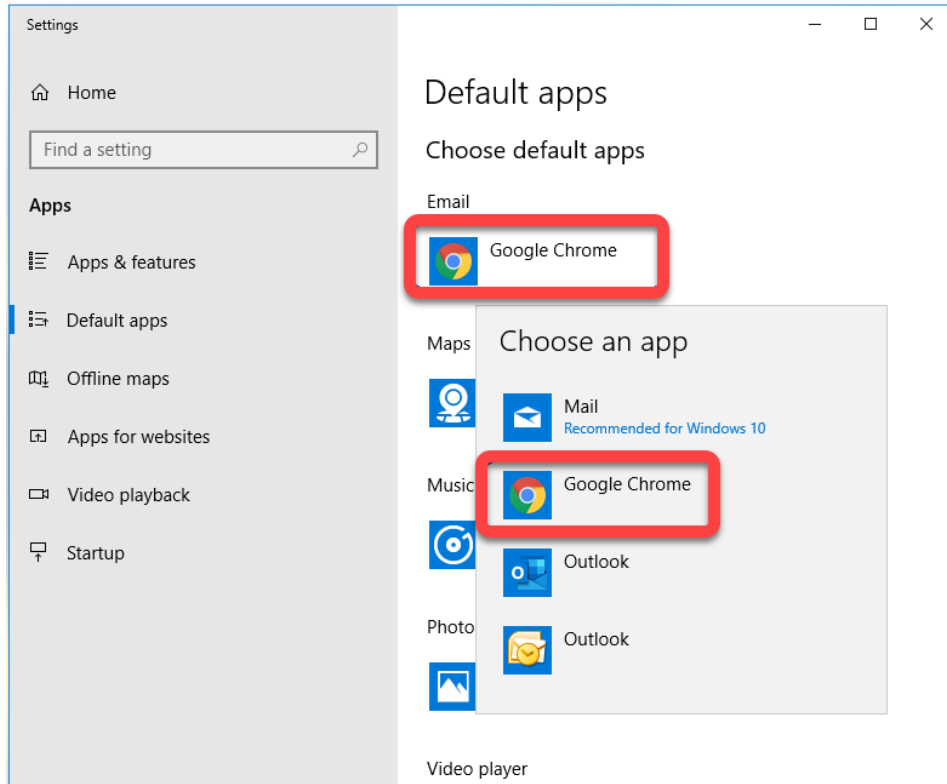 Settings
Home
Find a setting
Apps
Apps & features
Default apps
Offline maps
Apps for websites
Video playback
Startup
Default apps
Choose default apps
Email
Google Chrome
Maps
Choose an app
Mail
Recommended for Windows 10
Google Chrome
Outlook
Outlook
Music
Photo
Video player